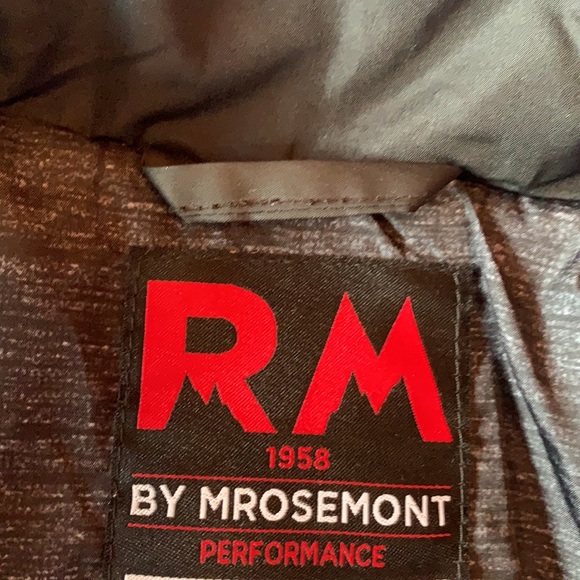 RM
1958
BY MROSEMONT
PERFORMANCE